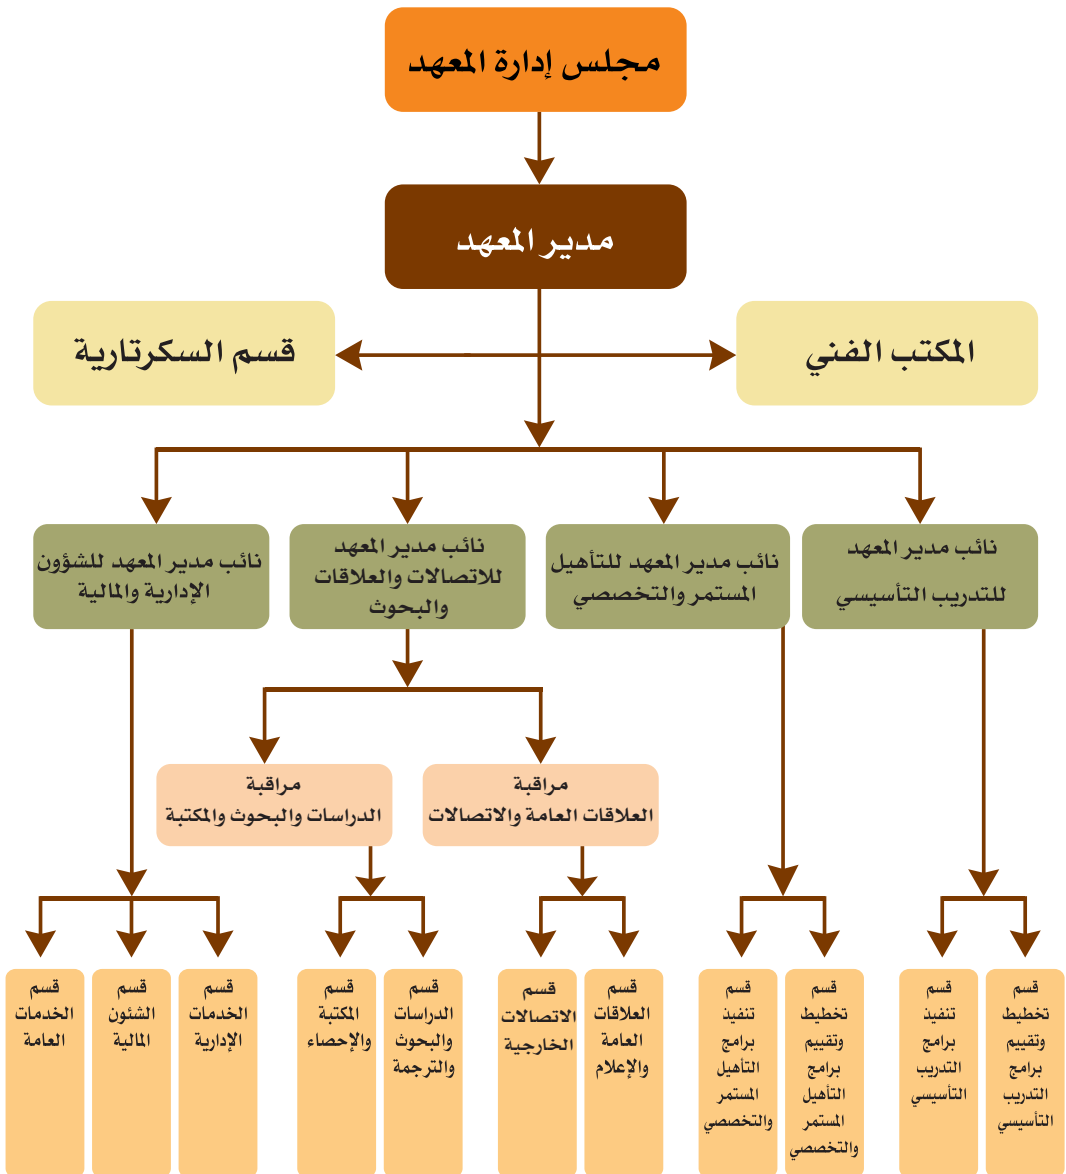 مجلس إدارة المعهد
مدير المعهد
المكتب الفني
قسم السكرتارية
نائب مدير المعهد
للتدريب التأسيسي
نائب مدير المعهد للتأهيل
المستمر والتخصصي
نائب مدير المعهد
للاتصالات والعلاقات
والبحوث
نائب مدير المعهد للشؤون
الإدارية والمالية
مراقبة
العلاقات العامة والاتصالات
مراقبة
الدراسات والبحوث والمكتبة
قسم
تخطيط
وتقييم
برامج
التدريب
التأسيسي
قسم
تنفيذ
برامج
التدريب
التأسيسي
قسم
تخطيط
وتقييم
برامج
التأهيل
المستمر
والتخصصي
قسم
تنفيذ
برامج
التأهيل
المستمر
والتخصصي
قسم
العلاقات
العامة
والإعلام
قسم
الاتصالات
الخارجية
قسم
الدراسات
والبحوث
والترجمة
قسم
المكتبة
والإحصاء
قسم
الخدمات
الإدارية
قسم
الشئون
المالية
قسم
الخدمات
العامة